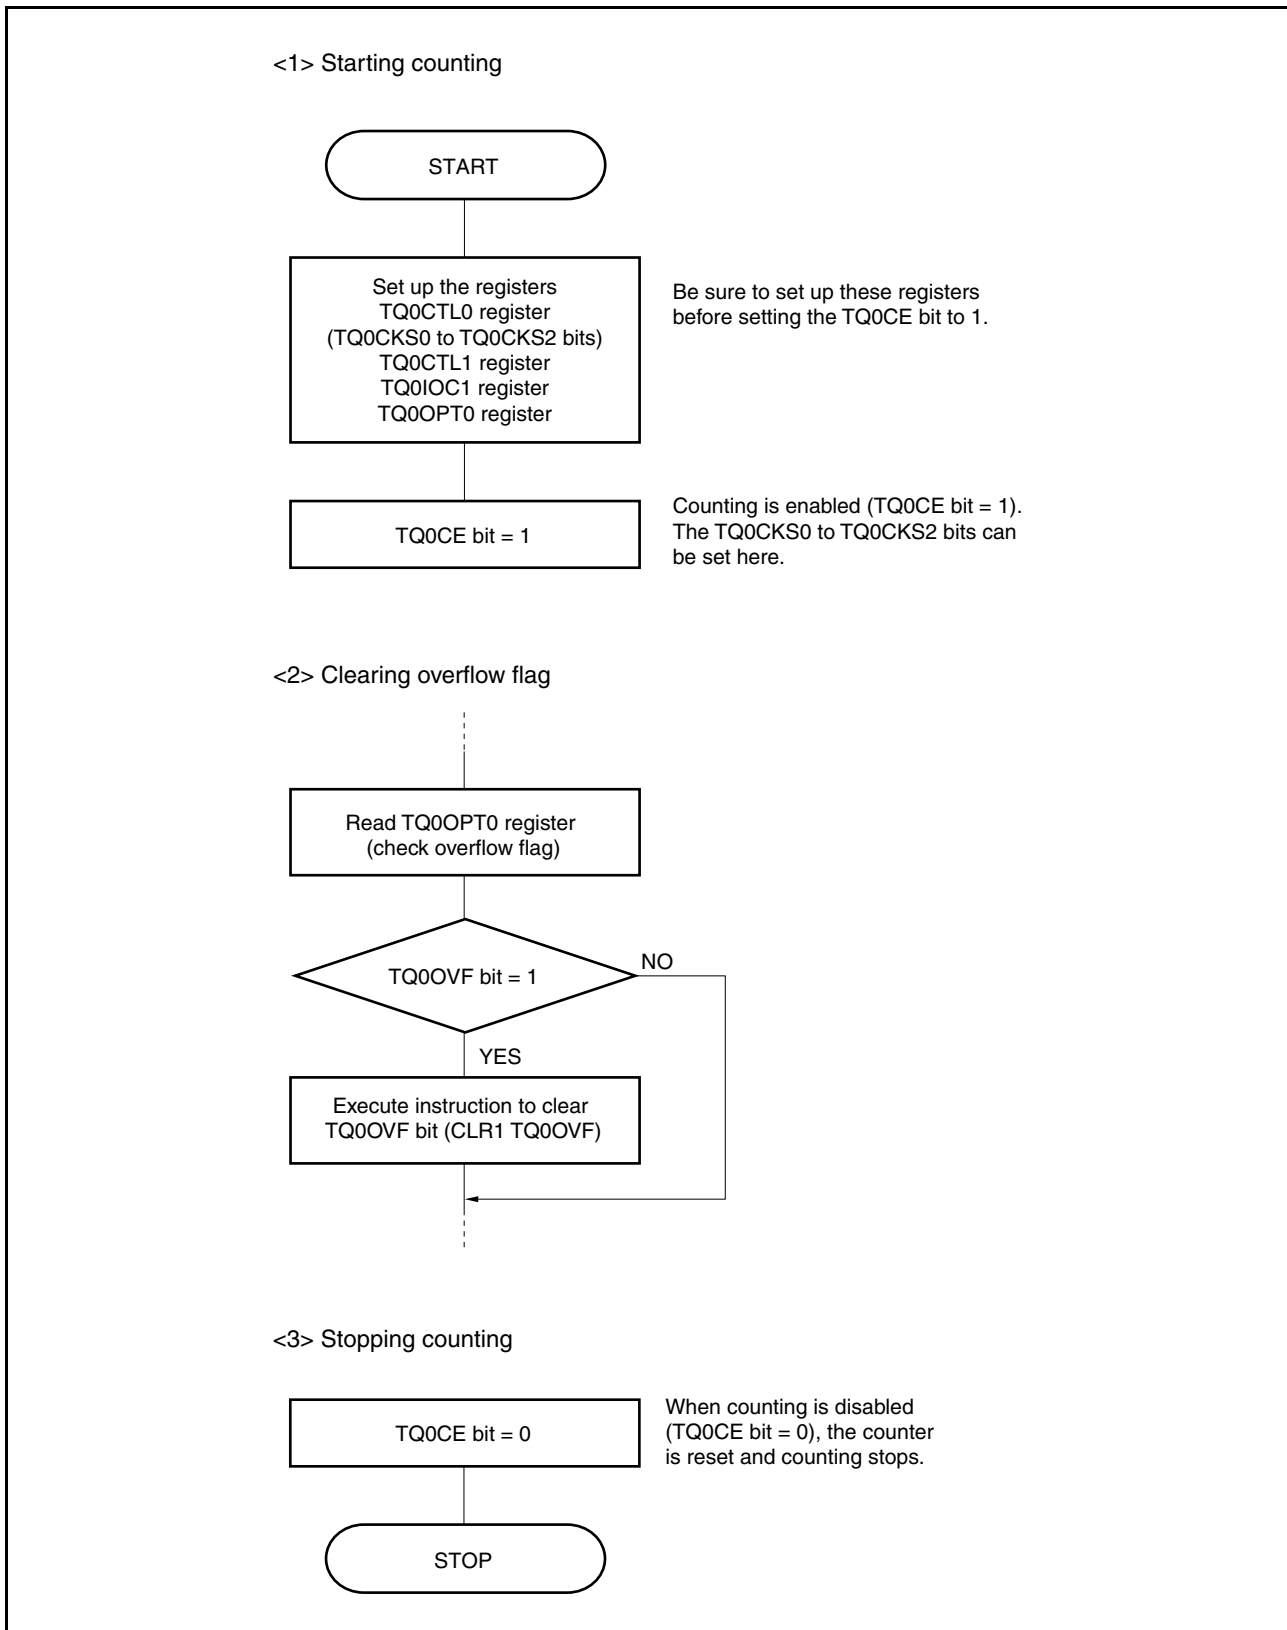 <1> Starting counting
START
Set up the registers
TQ0CTL0 register
(TQ0CKS0 to TQ0CKS2 bits)
TQ0CTL1 register
TQ0IOC1 register
TQ0OPT0 register
Be sure to set up these registers
before setting the TQ0CE bit to 1.
TQ0CE bit = 1
Counting is enabled (TQ0CE bit = 1).
The TQ0CKS0 to TQ0CKS2 bits can
be set here.
<2> Clearing overflow flag
Read TQ0OPT0 register
(check overflow flag)
TQ0OVF bit = 1
NO
YES
Execute instruction to clear
TQ0OVF bit (CLR1 TQ0OVF)
<3> Stopping counting
TQ0CE bit = 0
When counting is disabled
(TQ0CE bit = 0), the counter
is reset and counting stops.
STOP